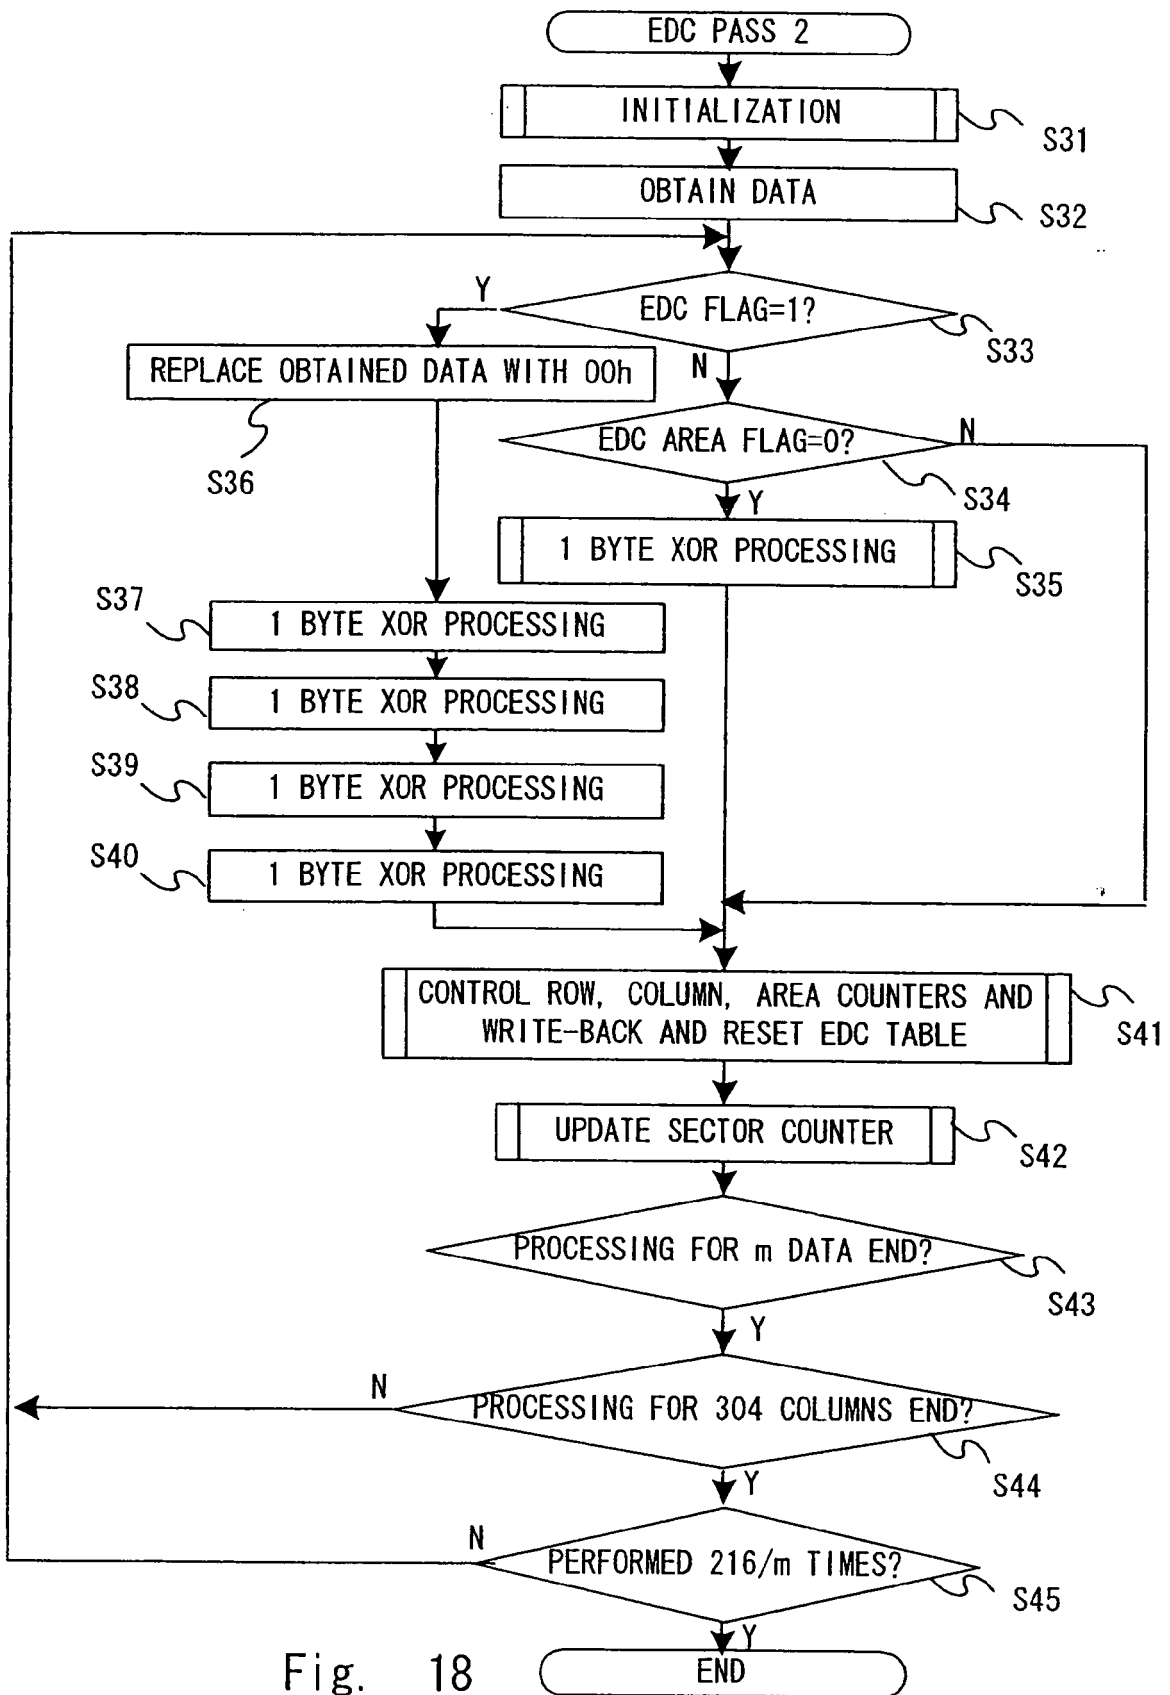 EDC PASS 2
INITIALIZATION
S31
OBTAIN DATA
S32
Y
EDC FLAG=1?
S33
REPLACE OBTAINED DATA WITH 00h
N
S36
EDC AREA FLAG=0?
N
S34
Y
1 BYTE XOR PROCESSING
S35
S37
1 BYTE XOR PROCESSING
S38
1 BYTE XOR PROCESSING
S39
1 BYTE XOR PROCESSING
S40
1 BYTE XOR PROCESSING
CONTROL ROW, COLUMN, AREA COUNTERS AND
WRITE-BACK AND RESET EDC TABLE
S41
UPDATE SECTOR COUNTER
S42
PROCESSING FOR m DATA END?
S43
Y
N
PROCESSING FOR 304 COLUMNS END?
S44
Y
N
PERFORMED 216/m TIMES?
S45
Y
END
Fig. 18